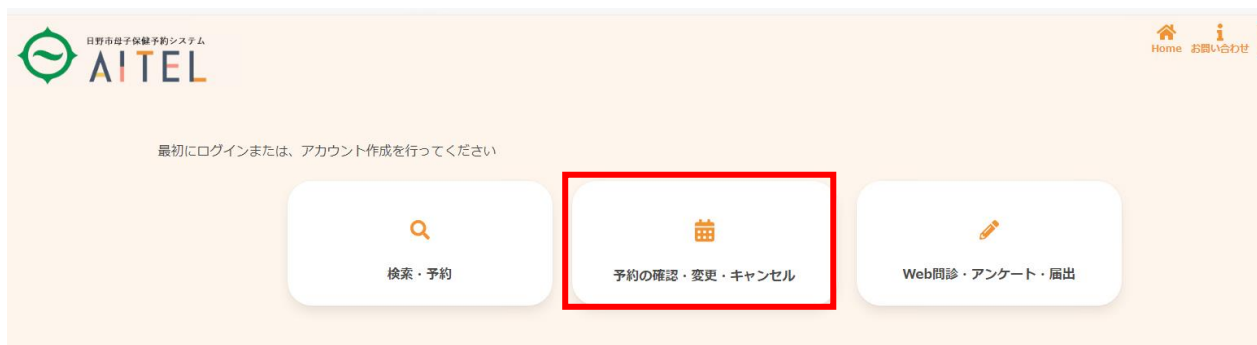 日野市母子保健予約システム
AITEL
Home お問い合わせ
最初にログインまたは、アカウント作成を行ってください
検索・予約
予約の確認・変更・キャンセル
Web問診・アンケート・届出